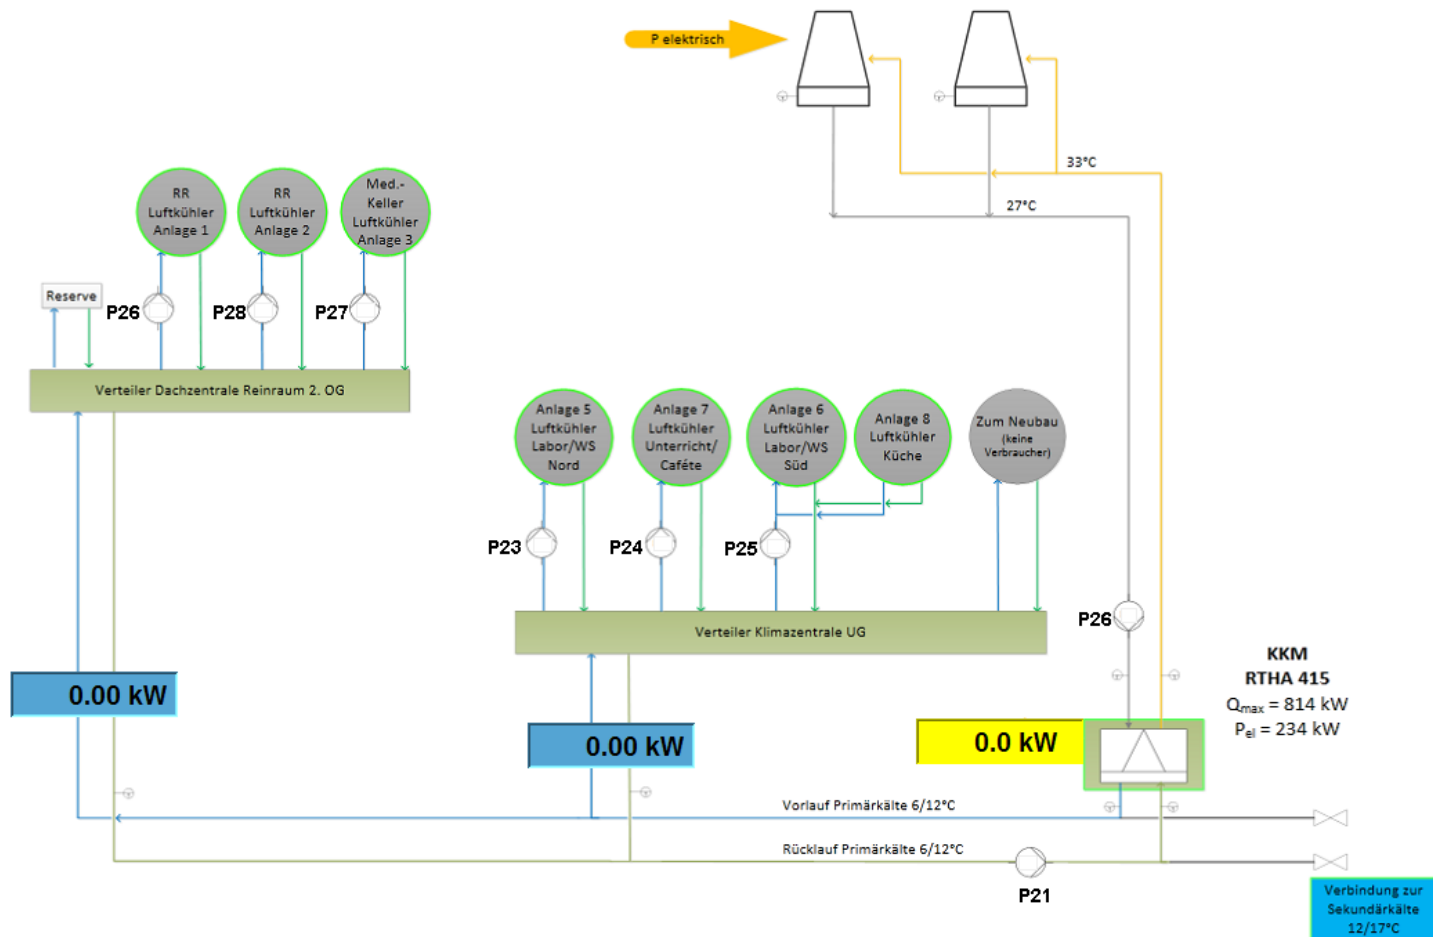 P elektrisch
33°C
27°C
RR
Luftkühler
Anlage 1
RR
Luftkühler
Anlage 2
Med.-
Keller
Luftkühler
Anlage 3
Reserve
P26
P28
P27
Verteiler Dachzentrale Reinraum 2. OG
Anlage 5
Luftkühler
Labor/WS
Nord
Anlage 7
Luftkühler
Unterricht/
Caféte
Anlage 6
Luftkühler
Labor/WS
Süd
Anlage 8
Luftkühler
Küche
Zum Neubau
(keine
Verbraucher)
P23
P24
P25
P26
Verteiler Klimazentrale UG
KKM
RTHA 415
Qmax = 814 kW
Pel = 234 kW
0.00 kW
0.00 kW
0.0 kW
Vorlauf Primärkälte 6/12°C
Rücklauf Primärkälte 6/12°C
P21
Verbindung zur
Sekundärkälte
12/17°C